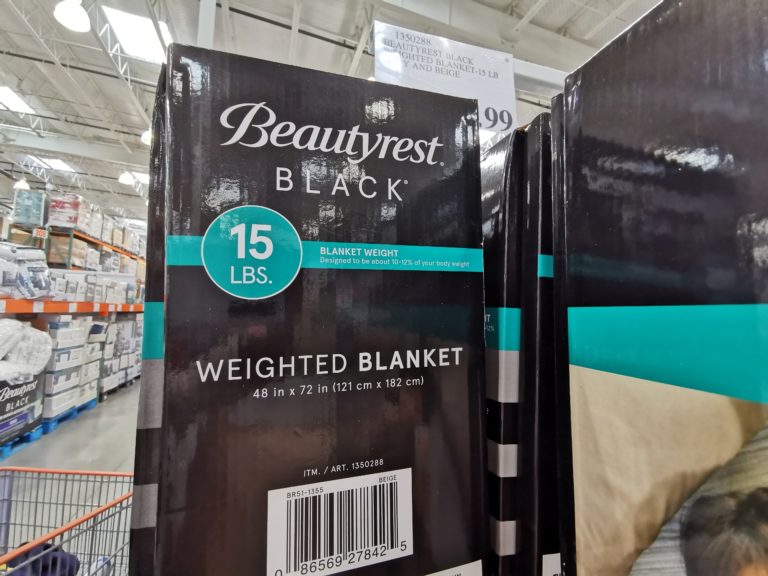 1350288
BEAUTYREST BLACK
WEIGHTED BLANKET-15 LB
AND BEIGE
.99
Beautyrest®
BLACK®
15
LBS.
BLANKET WEIGHT
Designed to be about 10-12% of your body weight
WEIGHTED BLANKET
48 in x 72 in (121 cm x 182 cm)
ITM. / ART. 1350288
BR51-1355 BEIGE
0 86569 27842 5
Beautyrest
BLACK